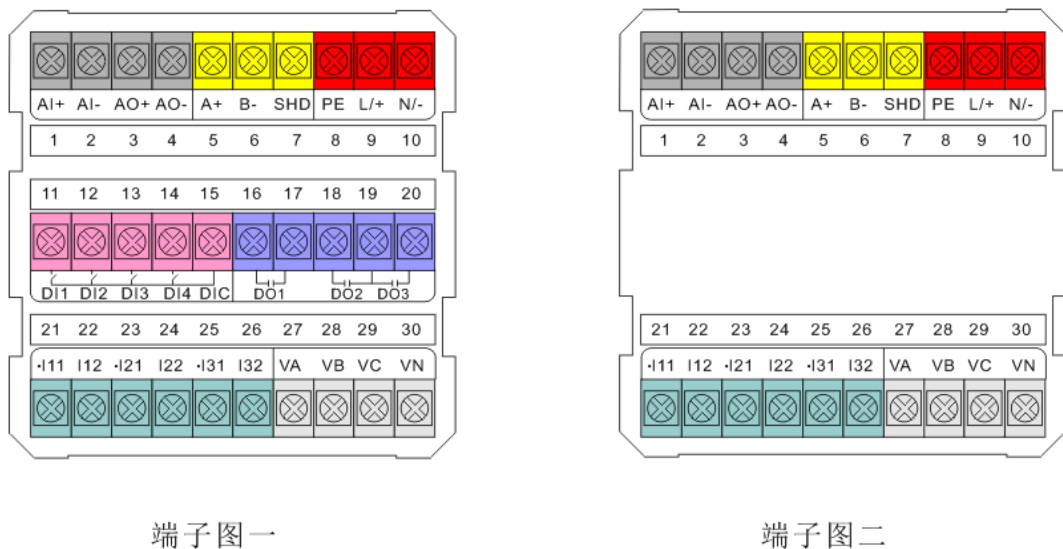 AI+ AI- AO+ AO- A+ B- SHD PE L/+ N/-
1 2 3 4 5 6 7 8 9 10
11 12 13 14 15 16 17 18 19 20
DI1 DI2 DI3 DI4 DIC DO1 DO2 DO3
21 22 23 24 25 26 27 28 29 30
·I11 I12 ·I21 I22 ·I31 I32 VA VB VC VN
端子图一
AI+ AI- AO+ AO- A+ B- SHD PE L/+ N/-
1 2 3 4 5 6 7 8 9 10
21 22 23 24 25 26 27 28 29 30
·I11 I12 ·I21 I22 ·I31 I32 VA VB VC VN
端子图二